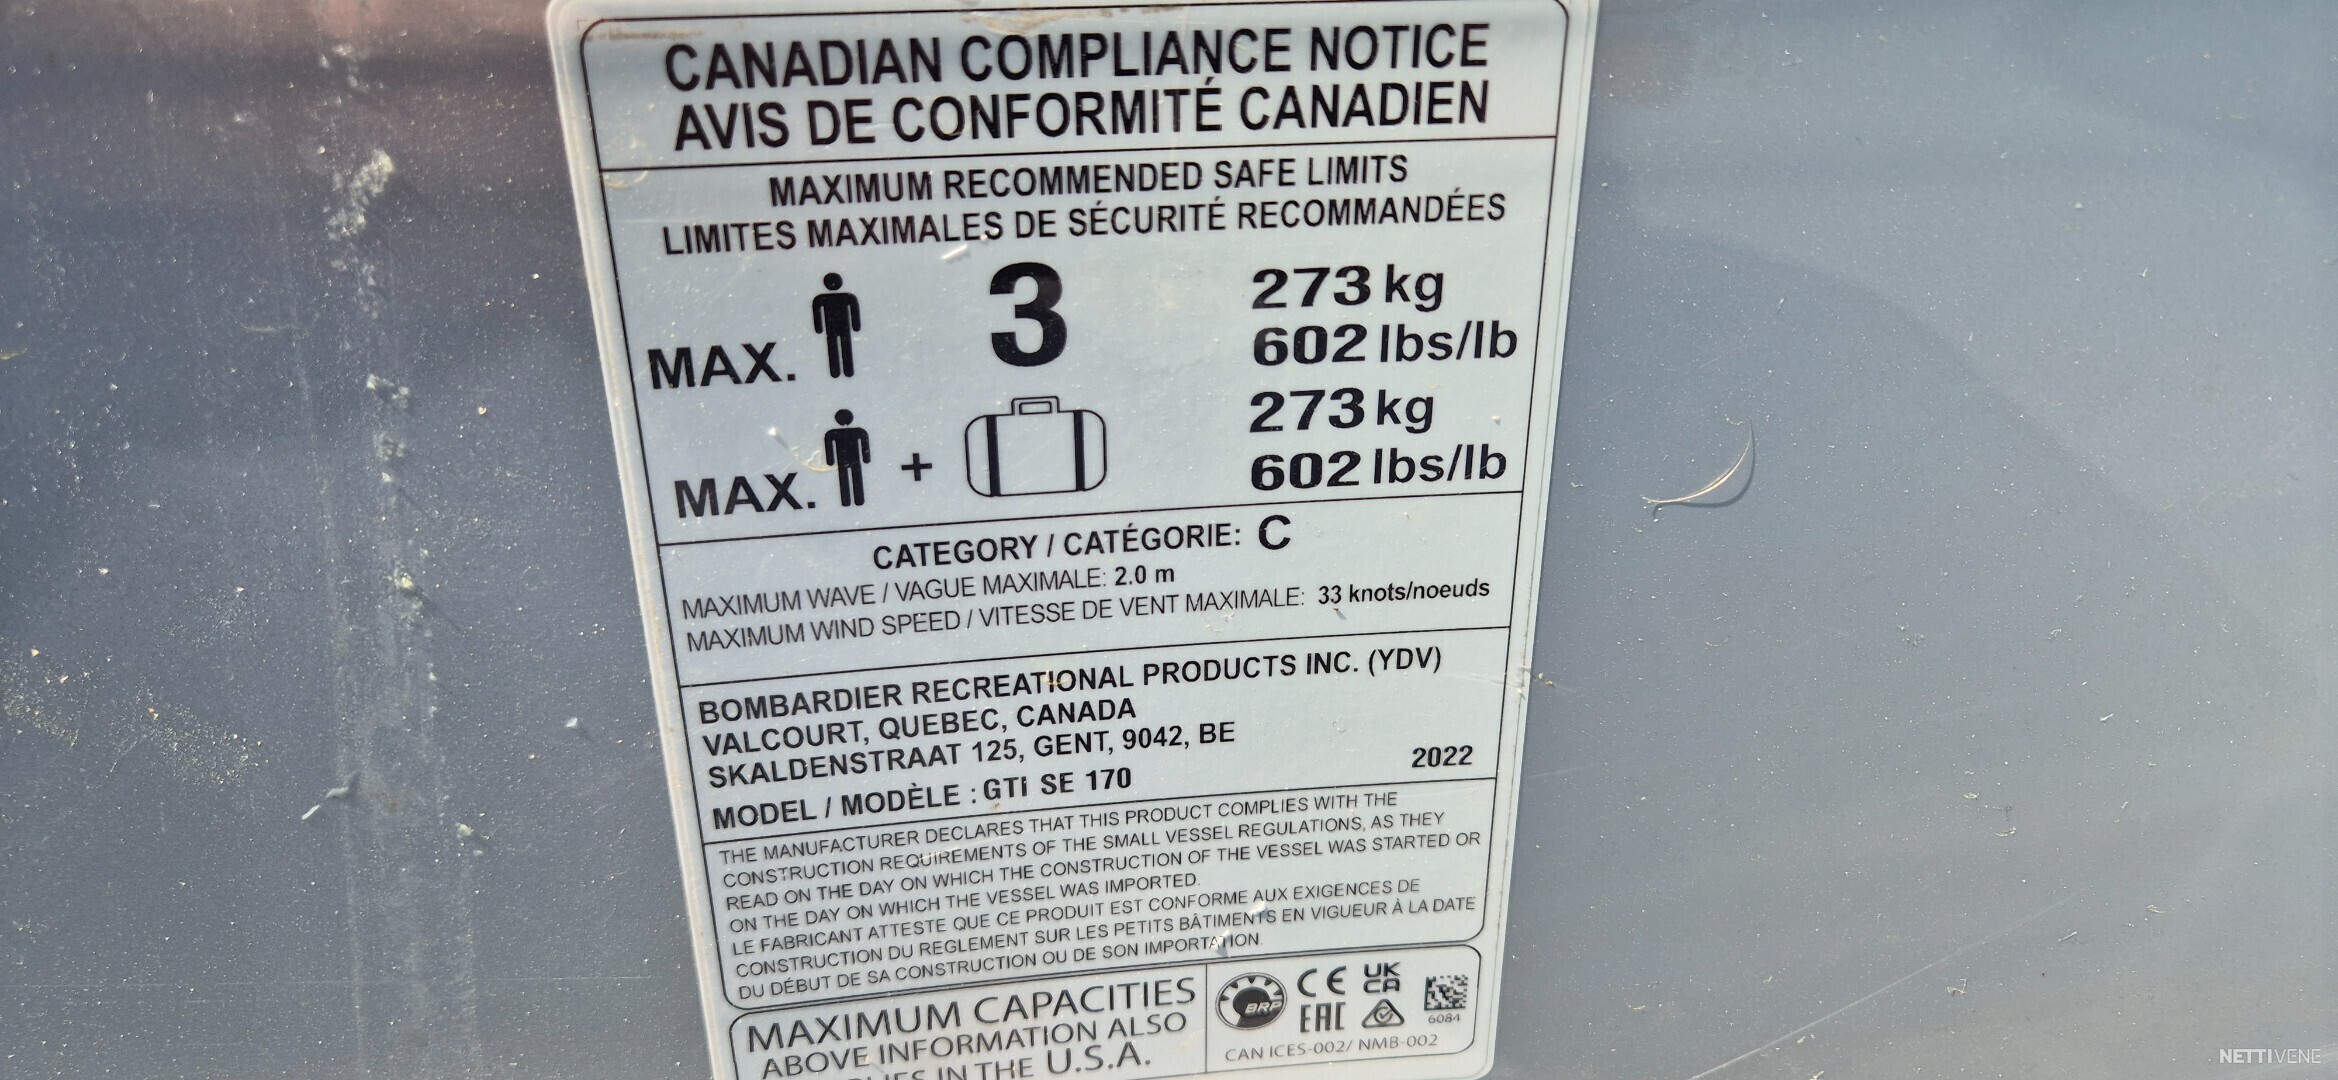 CANADIAN COMPLIANCE NOTICE
AVIS DE CONFORMITÉ CANADIEN
MAXIMUM RECOMMENDED SAFE LIMITS
LIMITES MAXIMALES DE SÉCURITÉ RECOMMANDÉES
MAX. 3 273 kg
602 lbs/lb
MAX. + 273 kg
602 lbs/lb
CATEGORY / CATÉGORIE: C
MAXIMUM WAVE / VAGUE MAXIMALE: 2.0 m
MAXIMUM WIND SPEED / VITESSE DE VENT MAXIMALE: 33 knots/noeuds
BOMBARDIER RECREATIONAL PRODUCTS INC. (YDV)
VALCOURT, QUEBEC, CANADA
SKALDENSTRAAT 125, GENT, 9042, BE
MODEL / MODÈLE : GTI SE 170 2022
THE MANUFACTURER DECLARES THAT THIS PRODUCT COMPLIES WITH THE
CONSTRUCTION REQUIREMENTS OF THE SMALL VESSEL REGULATIONS, AS THEY
READ ON THE DAY ON WHICH THE CONSTRUCTION OF THE VESSEL WAS STARTED OR
ON THE DAY ON WHICH THE VESSEL WAS IMPORTED.
LE FABRICANT ATTESTE QUE CE PRODUIT EST CONFORME AUX EXIGENCES DE
CONSTRUCTION DU REGLEMENT SUR LES PETITS BÂTIMENTS EN VIGUEUR À LA DATE
DU DÉBUT DE SA CONSTRUCTION OU DE SON IMPORTATION.
MAXIMUM CAPACITIES
ABOVE INFORMATION ALSO
IN THE U.S.A.
BRP CE UK CA
EAC 6084
CAN ICES-002/ NMB-002
NETTIVENE